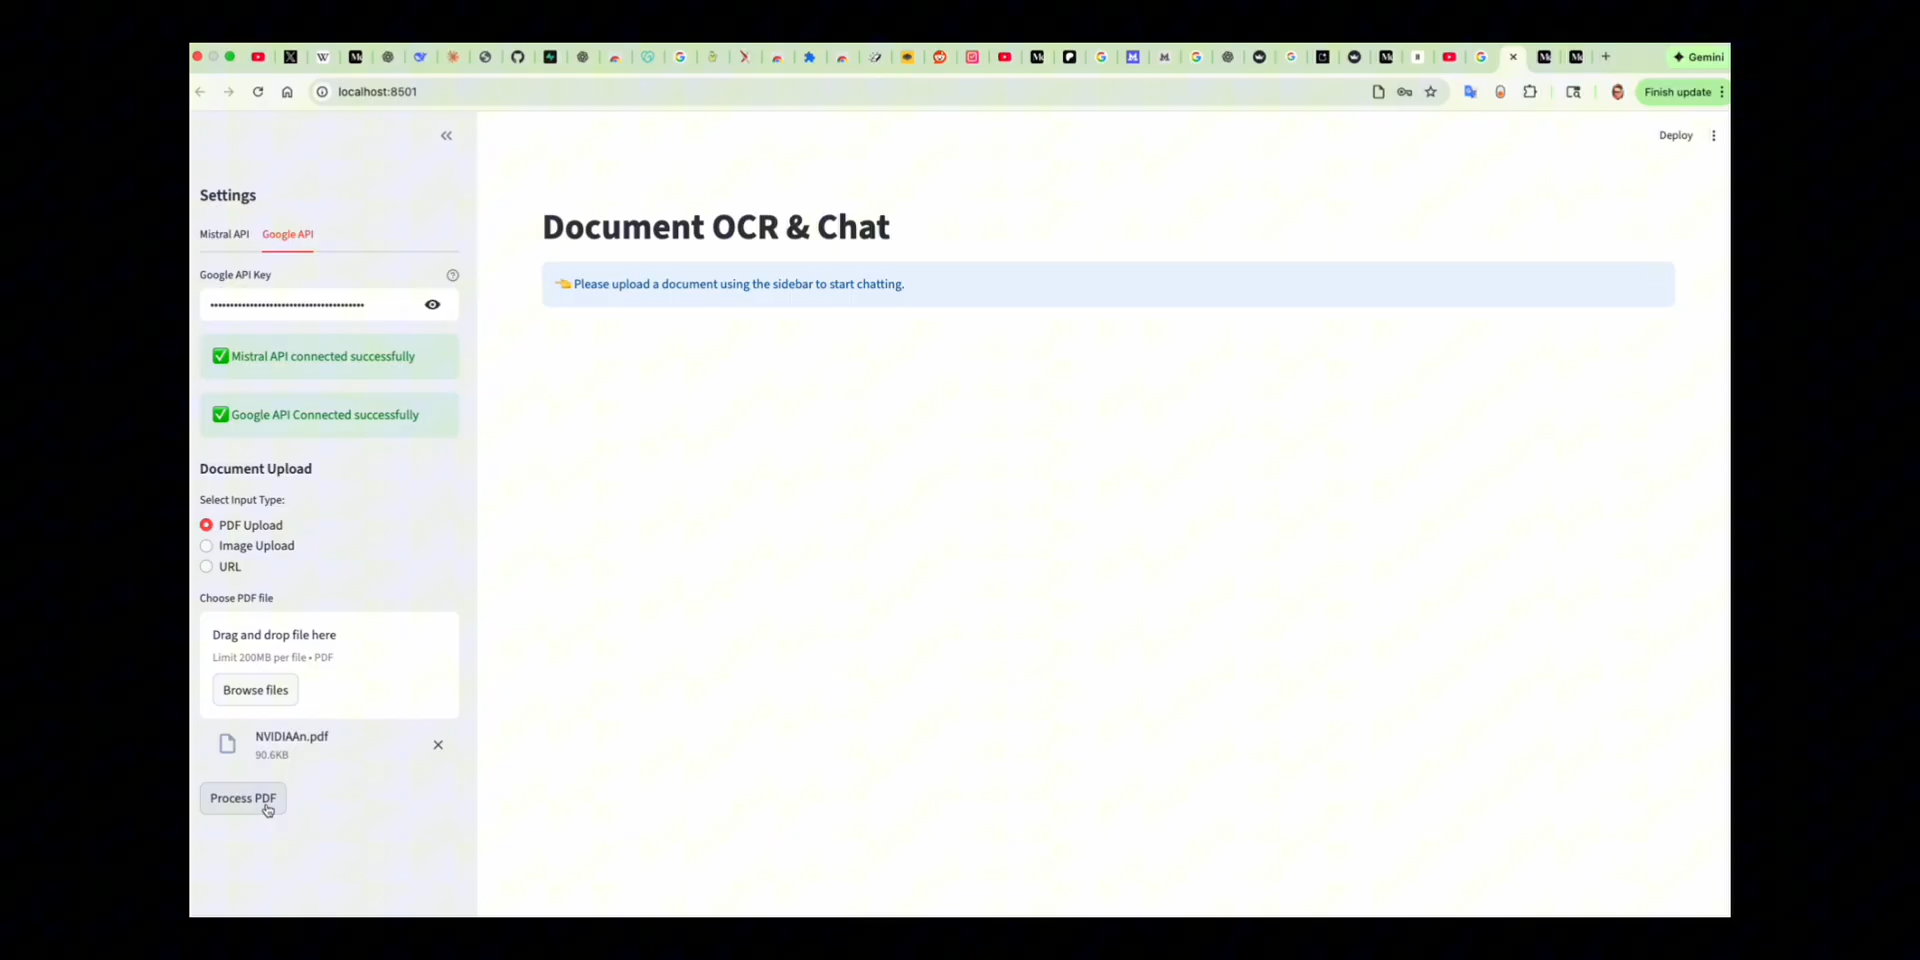 Gemini
localhost:8501
Finish update
Deploy
Settings
Mistral API
Google API
Google API Key
Mistral API connected successfully
Google API Connected successfully
Document Upload
Select Input Type:
PDF Upload
Image Upload
URL
Choose PDF file
Drag and drop file here
Limit 200MB per file • PDF
Browse files
NVIDIAAn.pdf
90.6KB
Process PDF
Document OCR & Chat
Please upload a document using the sidebar to start chatting.